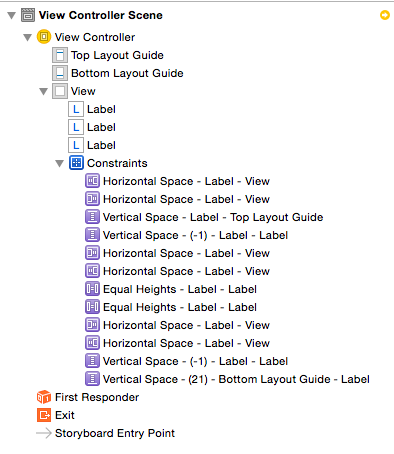 View Controller Scene
View Controller
Top Layout Guide
Bottom Layout Guide
View
L Label
L Label
L Label
Constraints
Horizontal Space - Label - View
Horizontal Space - Label - View
Vertical Space - Label - Top Layout Guide
Vertical Space - (-1) - Label - Label
Horizontal Space - Label - View
Horizontal Space - Label - View
Equal Heights - Label - Label
Equal Heights - Label - Label
Horizontal Space - Label - View
Horizontal Space - Label - View
Vertical Space - (-1) - Label - Label
Vertical Space - (21) - Bottom Layout Guide - Label
First Responder
Exit
Storyboard Entry Point